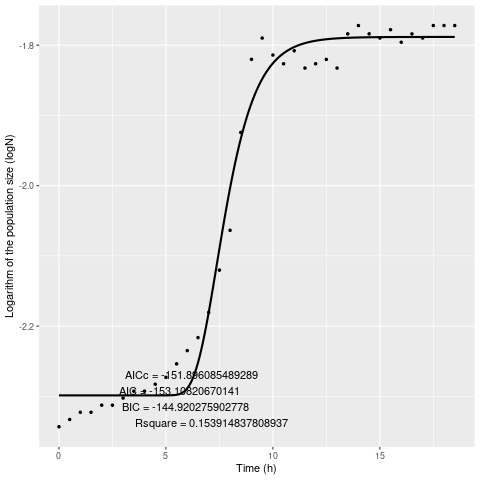 -1.8
-2.0
-2.2
Logarithm of the population size (logN)
AICc = -151.896085489289
AIC = -153.10820670141
BIC = -144.920275902778
Rsquare = 0.153914837808937
0 5 10 15
Time (h)